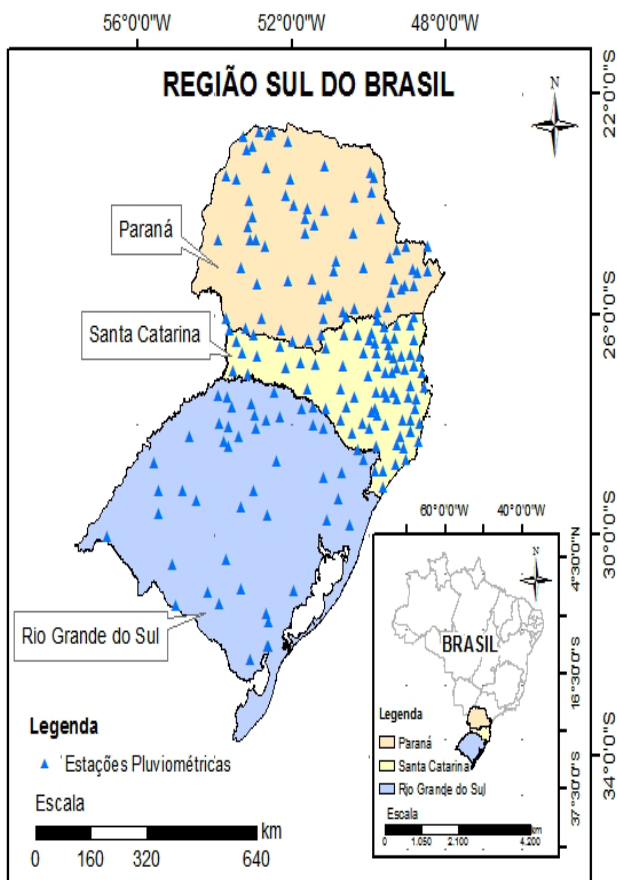 56°0'0"W 52°0'0"W 48°0'0"W
REGIÃO SUL DO BRASIL
N
22°0'0"S
Paraná
26°0'0"S
Santa Catarina
30°0'0"S
Rio Grande do Sul
34°0'0"S
Legenda
Estações Pluviométricas
Escala
km
0 160 320 640
60°0'0"W 40°0'0"W
4°30'0"N
N
BRASIL
16°30'0"S
Legenda
Paraná
Santa Catarina
Rio Grande do Sul
37°30'0"S
Escala
km
0 1.050 2.100 4.200